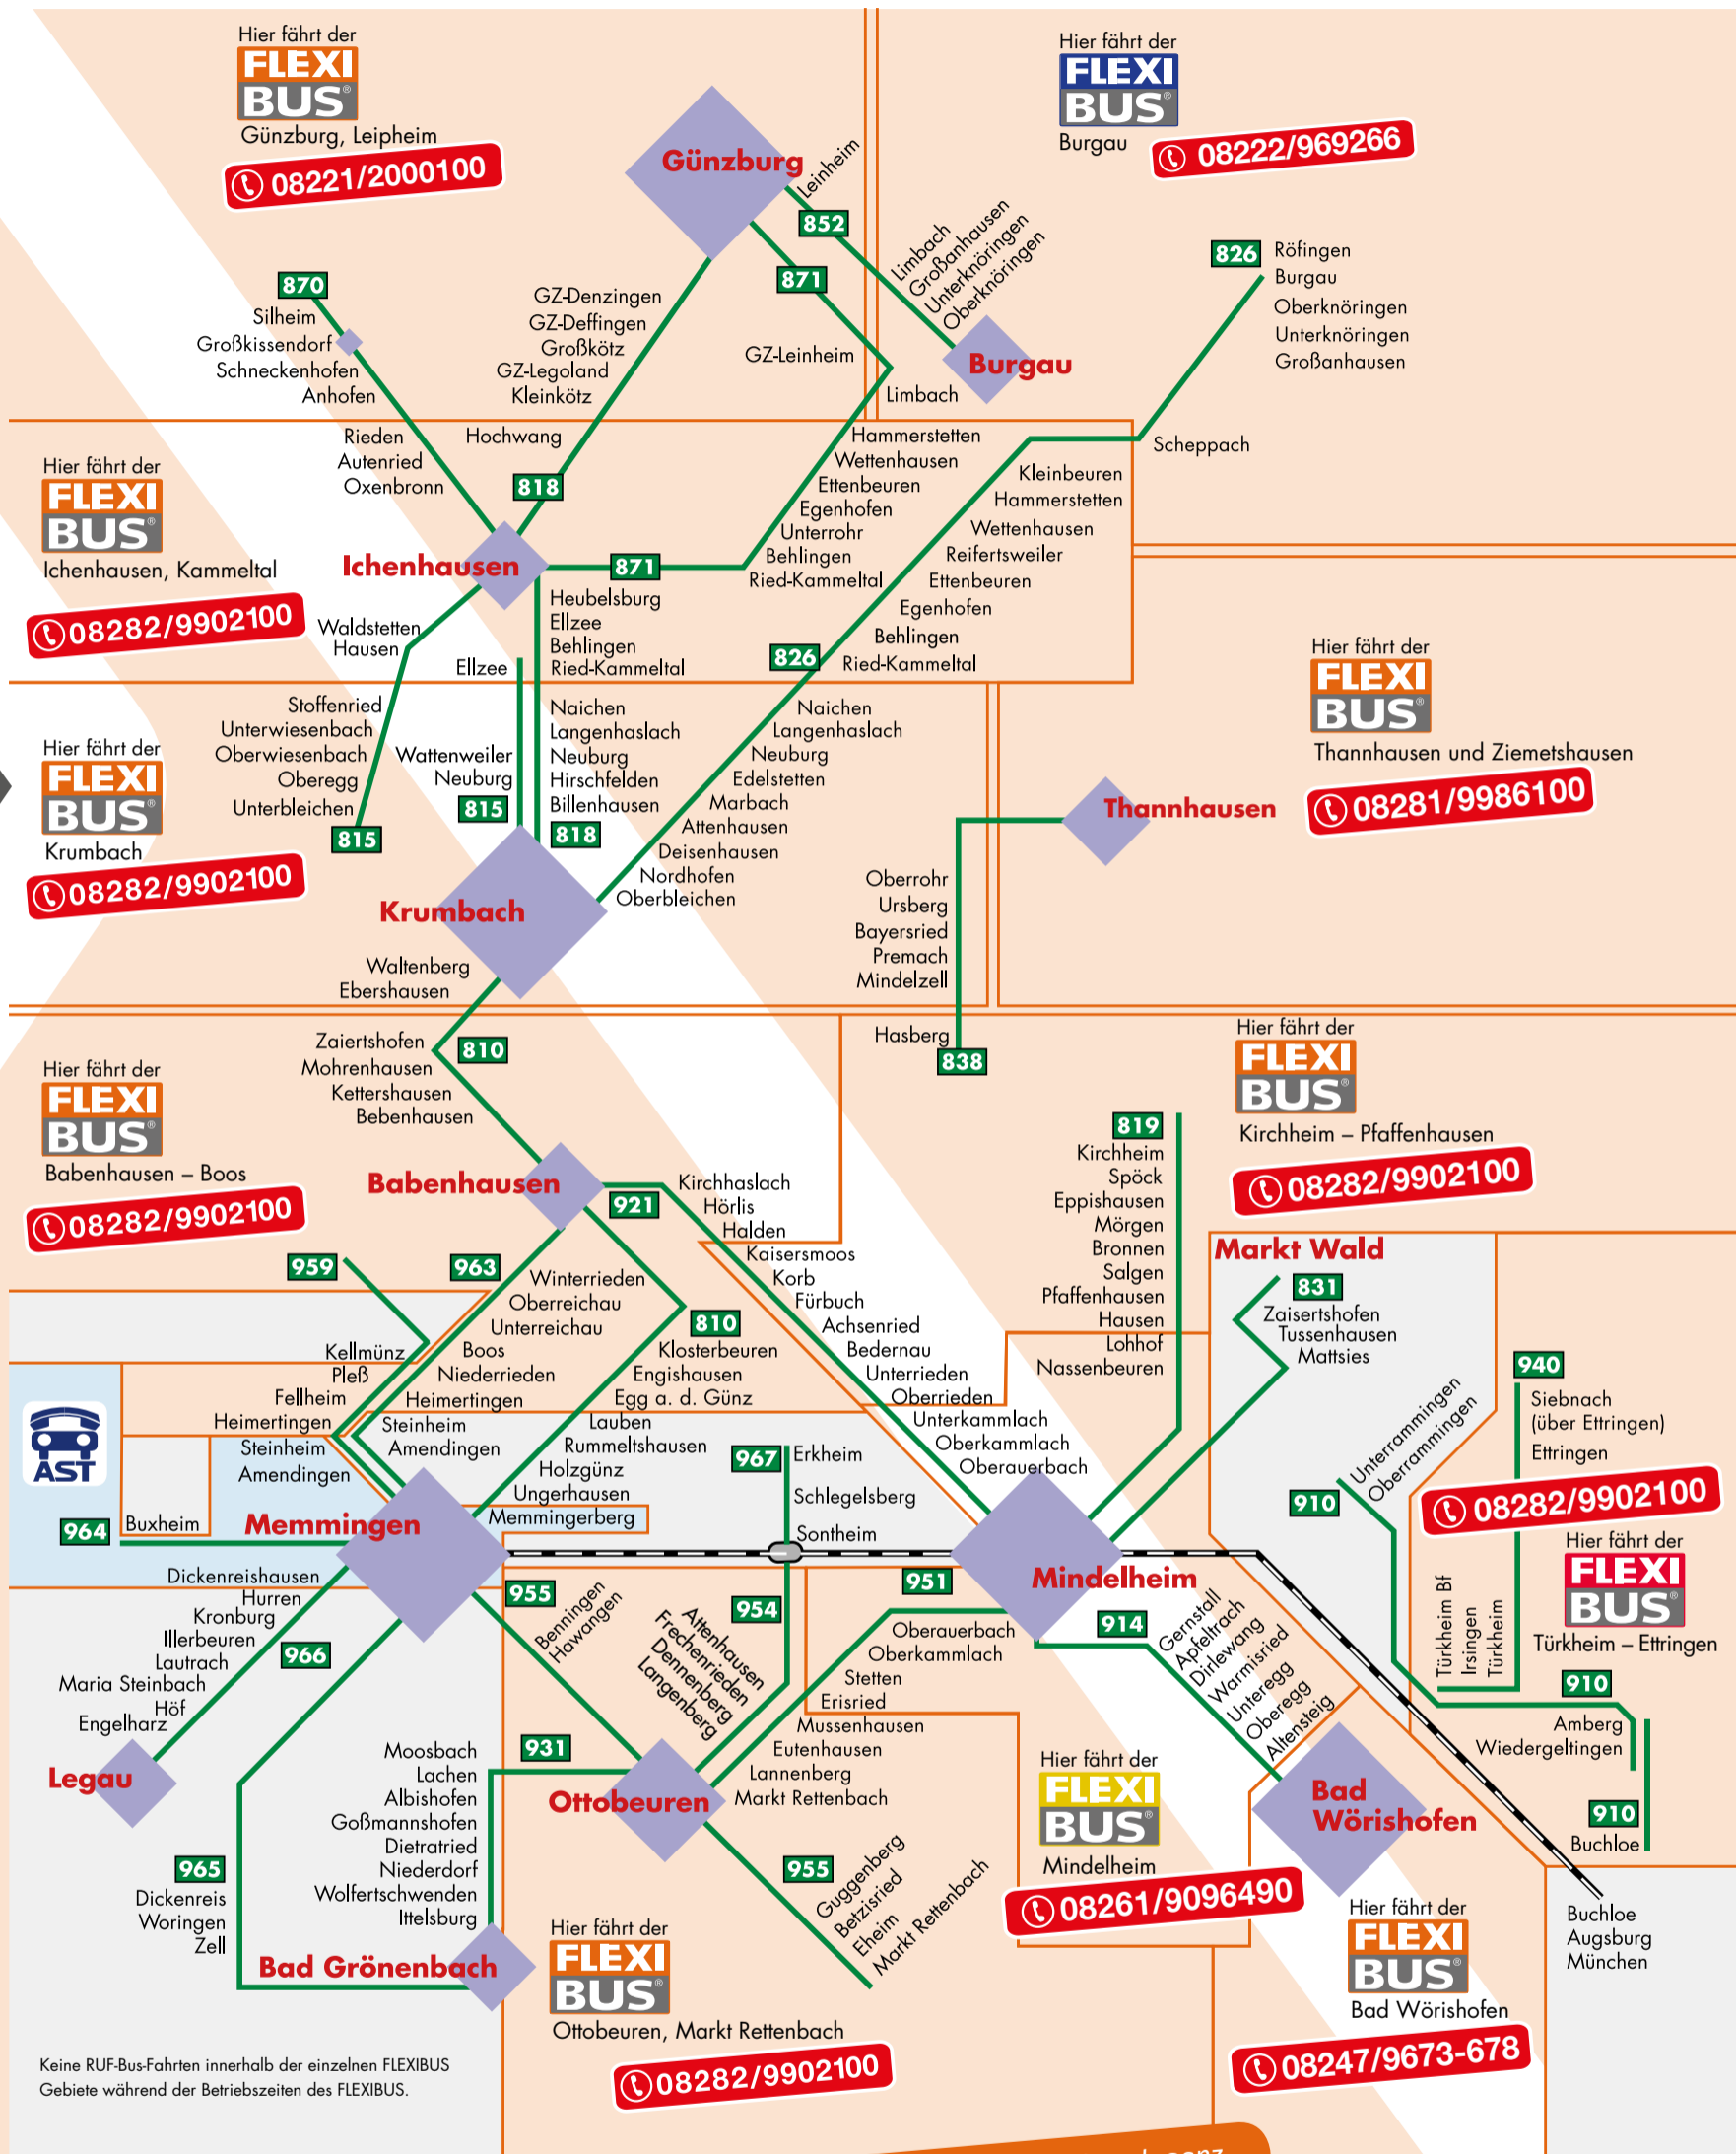 Hier fährt der
FLEXI
BUS®
Günzburg, Leipheim
08221/2000100
Hier fährt der
FLEXI
BUS®
Burgau
08222/969266
Günzburg
Leinheim
852
Limbach
Großanhausen
Unterknöringen
Oberknöringen
871
GZ-Leinheim
Limbach
Burgau
826
Röfingen
Burgau
Oberknöringen
Unterknöringen
Großanhausen
Scheppach
870
Silheim
Großkissendorf
Schneckenhofen
Anhofen
Rieden
Autenried
Oxenbronn
GZ-Denzingen
GZ-Deffingen
Großkötz
GZ-Legoland
Kleinkötz
Hochwang
818
Hammerstetten
Wettenhausen
Ettenbeuren
Egenhofen
Unterrohr
Behlingen
Ried-Kammeltal
Kleinbeuren
Hammerstetten
Wettenhausen
Reifertsweiler
Ettenbeuren
Egenhofen
Behlingen
Ried-Kammeltal
Hier fährt der
FLEXI
BUS®
Ichenhausen, Kammeltal
08282/9902100
Ichenhausen
871
Heubelsburg
Ellzee
Behlingen
Ried-Kammeltal
826
Waldstetten
Hausen
Ellzee
Stoffenried
Unterwiesenbach
Oberwiesenbach
Oberegg
Unterbleichen
815
Wattenweiler
Neuburg
815
Naichen
Langenhaslach
Neuburg
Hirschfelden
Billenhausen
818
Naichen
Langenhaslach
Neuburg
Edelstetten
Marbach
Attenhausen
Deisenhausen
Nordhofen
Oberbleichen
Hier fährt der
FLEXI
BUS®
Thannhausen und Ziemetshausen
08281/9986100
Thannhausen
Hier fährt der
FLEXI
BUS®
Krumbach
08282/9902100
Krumbach
Oberrohr
Ursberg
Bayersried
Premach
Mindelzell
Hasberg
838
Waltenberg
Ebershausen
Zaiertshofen
Mohrenhausen
Kettershausen
Bebenhausen
810
Hier fährt der
FLEXI
BUS®
Kirchheim – Pfaffenhausen
08282/9902100
Hier fährt der
FLEXI
BUS®
Babenhausen – Boos
08282/9902100
Babenhausen
921
Kirchhaslach
Hörlis
Halden
Kaisersmoos
Korb
Fürbuch
Achsenried
Bedernau
Unterrieden
Oberrieden
Unterkammlach
Oberkammlach
Oberauerbach
819
Kirchheim
Spöck
Eppishausen
Mörgen
Bronnen
Salgen
Pfaffenhausen
Hausen
Lohhof
Nassenbeuren
Markt Wald
831
Zaisertshofen
Tussenhausen
Mattsies
959
963
Winterrieden
Oberreichau
Unterreichau
Boos
Niederrieden
Heimertingen
Steinheim
Amendingen
810
Klosterbeuren
Engishausen
Egg a. d. Günz
Lauben
Rummeltshausen
Holzgünz
Ungerhausen
Memmingerberg
Kellmünz
Pleß
Fellheim
Heimertingen
Steinheim
Amendingen
AST
964
Buxheim
Memmingen
967
Erkheim
Schlegelsberg
Sontheim
940
Siebnach
(über Ettringen)
Ettringen
Unterrammingen
Oberrammingen
910
08282/9902100
Hier fährt der
FLEXI
BUS®
Türkheim – Ettringen
Türkheim Bf
Irsingen
Türkheim
910
Amberg
Wiedergeltingen
910
Buchloe
Mindelheim
951
Oberauerbach
Oberkammlach
Stetten
Erisried
Mussenhausen
Eutenhausen
Lannenberg
Markt Rettenbach
914
Gernstall
Apfeltrach
Dirlewang
Warmisried
Unteregg
Oberegg
Altensteig
Dickenreishausen
Hurren
Kronburg
Illerbeuren
Lautrach
Maria Steinbach
Höf
Engelharz
966
Legau
955
Benningen
Hawangen
954
Attenhausen
Frechenrieden
Dennenberg
Langenberg
Moosbach
Lachen
Albishofen
Goßmannshofen
Dietratried
Niederdorf
Wolfertschwenden
Ittelsburg
931
Ottobeuren
965
Dickenreis
Woringen
Zell
Bad Grönenbach
955
Guggenberg
Betzisried
Eheim
Markt Rettenbach
Hier fährt der
FLEXI
BUS®
Mindelheim
08261/9096490
Bad
Wörishofen
Hier fährt der
FLEXI
BUS®
Bad Wörishofen
08247/9673-678
Buchloe
Augsburg
München
Hier fährt der
FLEXI
BUS®
Ottobeuren, Markt Rettenbach
08282/9902100
Keine RUF-Bus-Fahrten innerhalb der einzelnen FLEXIBUS
Gebiete während der Betriebszeiten des FLEXIBUS.